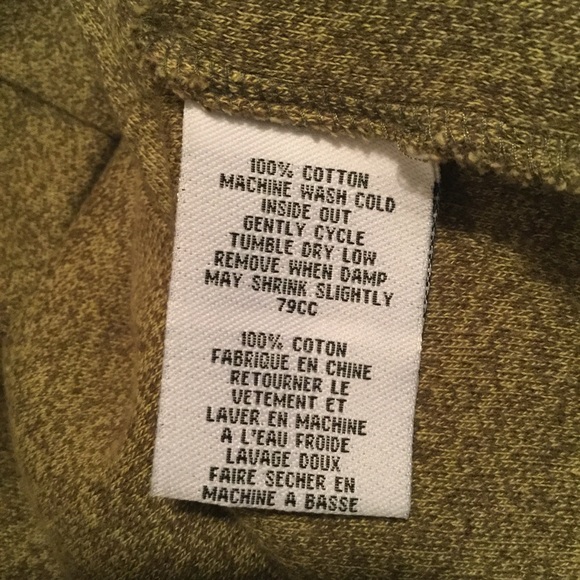 100% COTTON
MACHINE WASH COLD
INSIDE OUT
GENTLY CYCLE
TUMBLE DRY LOW
REMOVE WHEN DAMP
MAY SHRINK SLIGHTLY
79CC
100% COTON
FABRIQUE EN CHINE
RETOURNER LE
VETEMENT ET
LAVER EN MACHINE
A L'EAU FROIDE
LAVAGE DOUX
FAIRE SECHER EN
MACHINE A BASSE